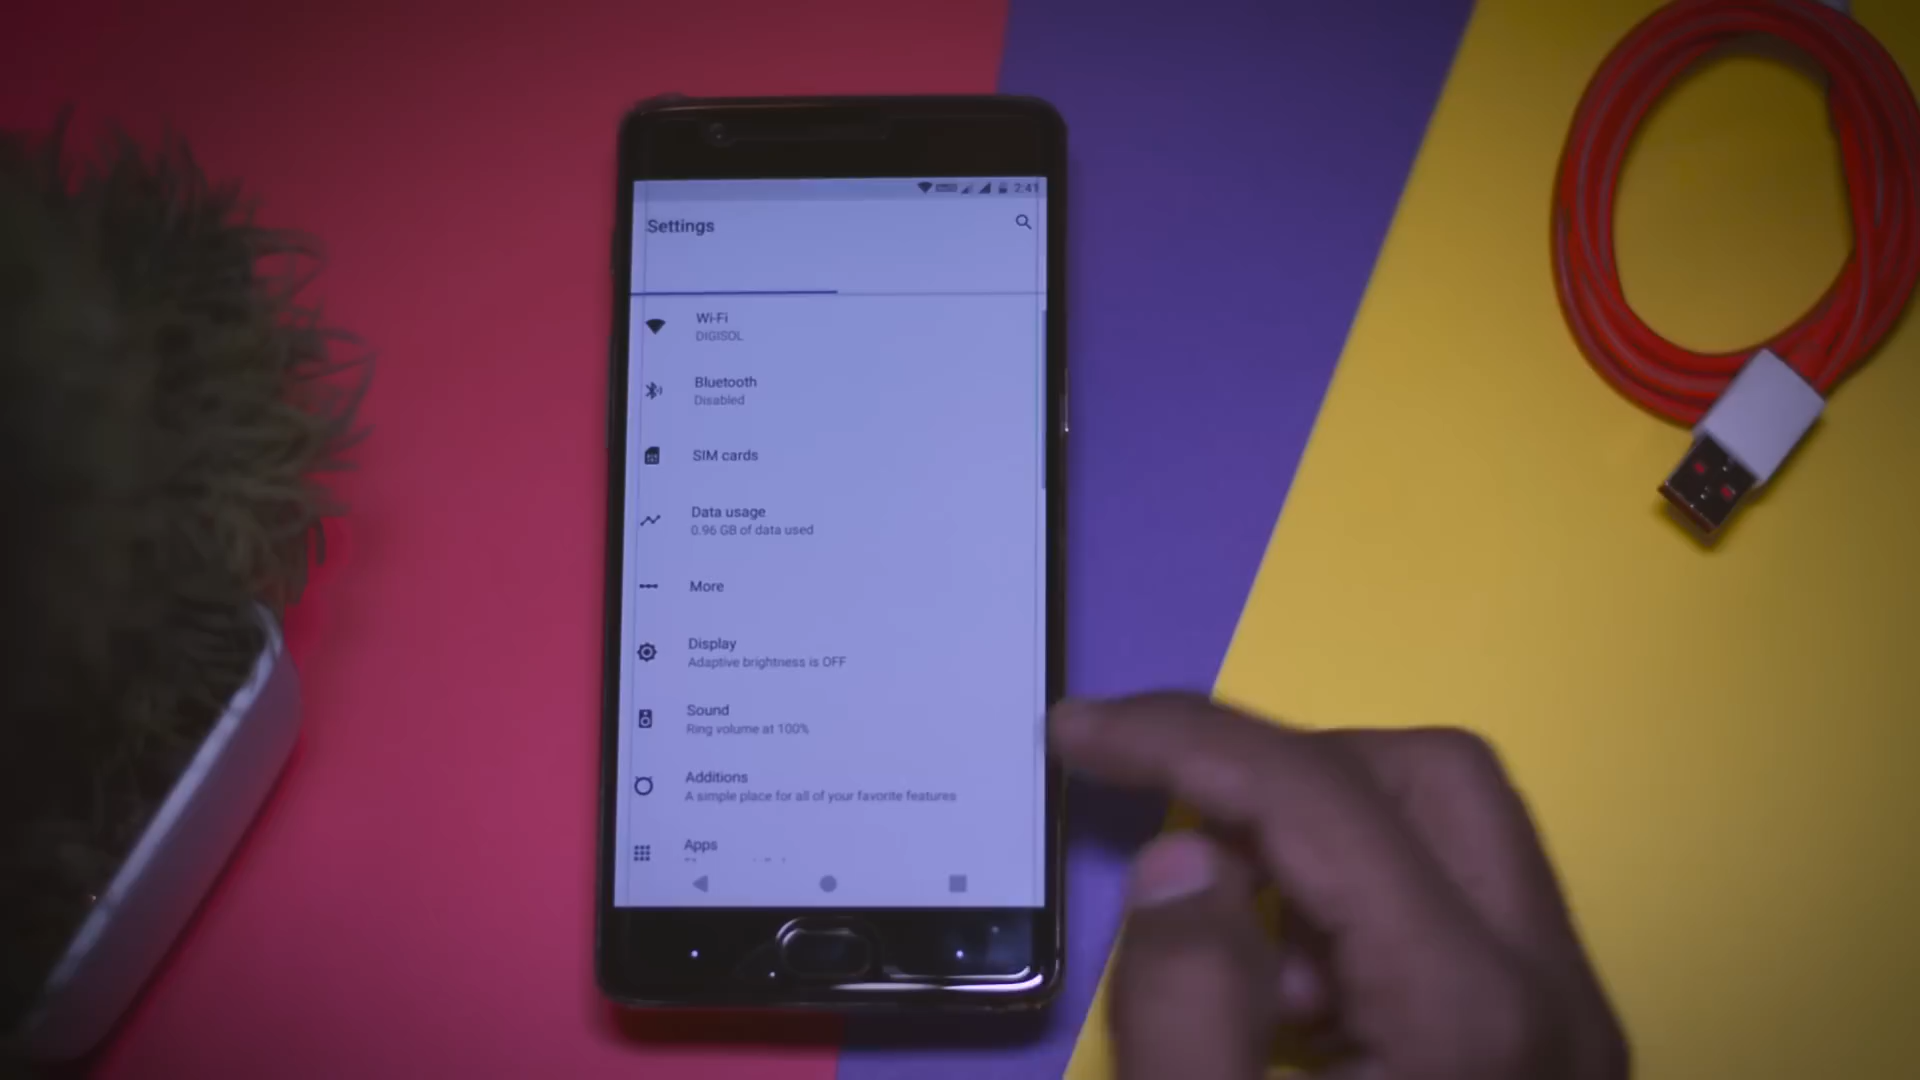 2:41
Settings
Wi-Fi
DIGISOL
Bluetooth
Disabled
SIM cards
Data usage
0.96 GB of data used
More
Display
Adaptive brightness is OFF
Sound
Ring volume at 100%
Additions
A simple place for all of your favorite features
Apps